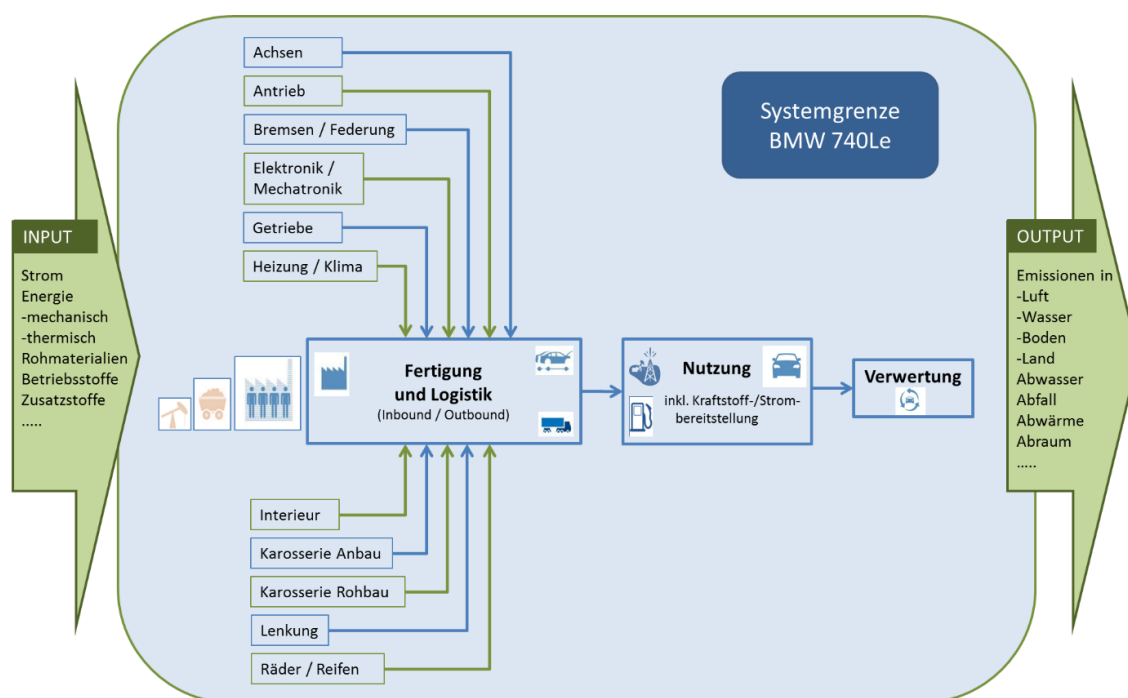 Systemgrenze
BMW 740Le
INPUT
Strom
Energie
-mechanisch
-thermisch
Rohmaterialien
Betriebsstoffe
Zusatzstoffe
.....
Achsen
Antrieb
Bremsen / Federung
Elektronik /
Mechatronik
Getriebe
Heizung / Klima
Fertigung
und Logistik
(Inbound / Outbound)
Nutzung
inkl. Kraftstoff-/Strom-
bereitstellung
Verwertung
Interieur
Karosserie Anbau
Karosserie Rohbau
Lenkung
Räder / Reifen
OUTPUT
Emissionen in
-Luft
-Wasser
-Boden
-Land
Abwasser
Abfall
Abwärme
Abraum
.....